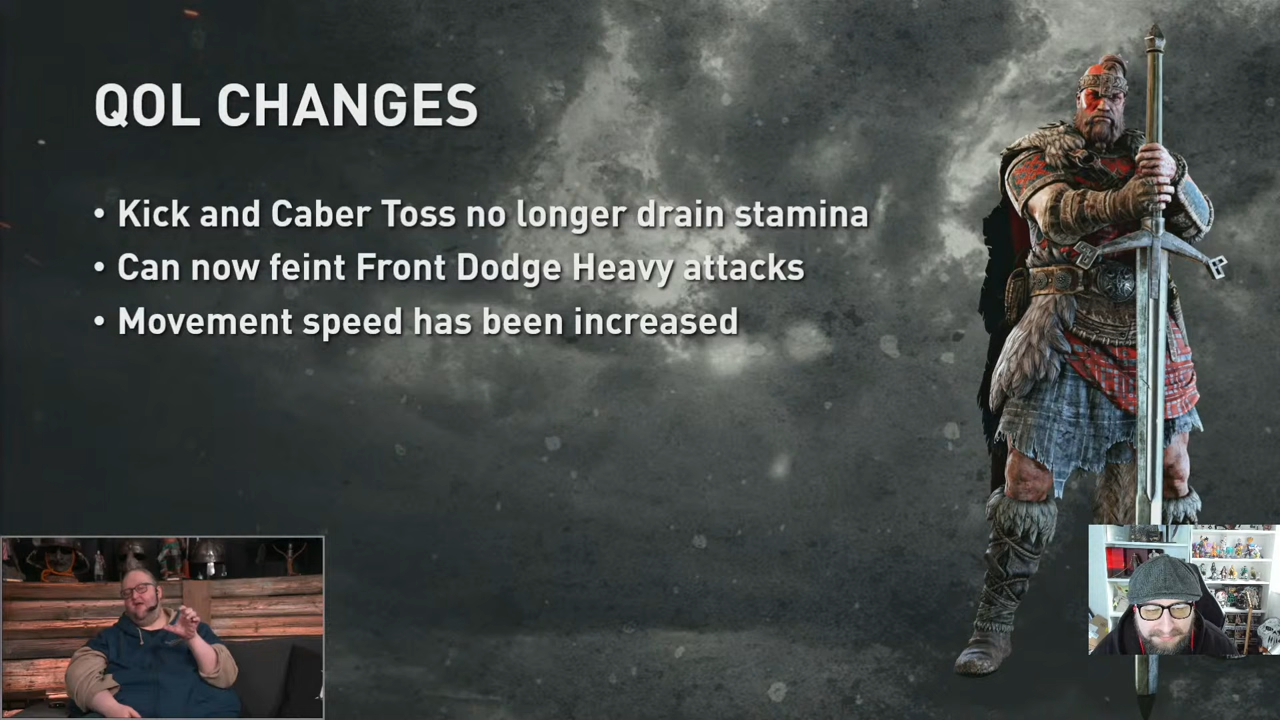 QOL CHANGES
• Kick and Caber Toss no longer drain stamina
• Can now feint Front Dodge Heavy attacks
• Movement speed has been increased